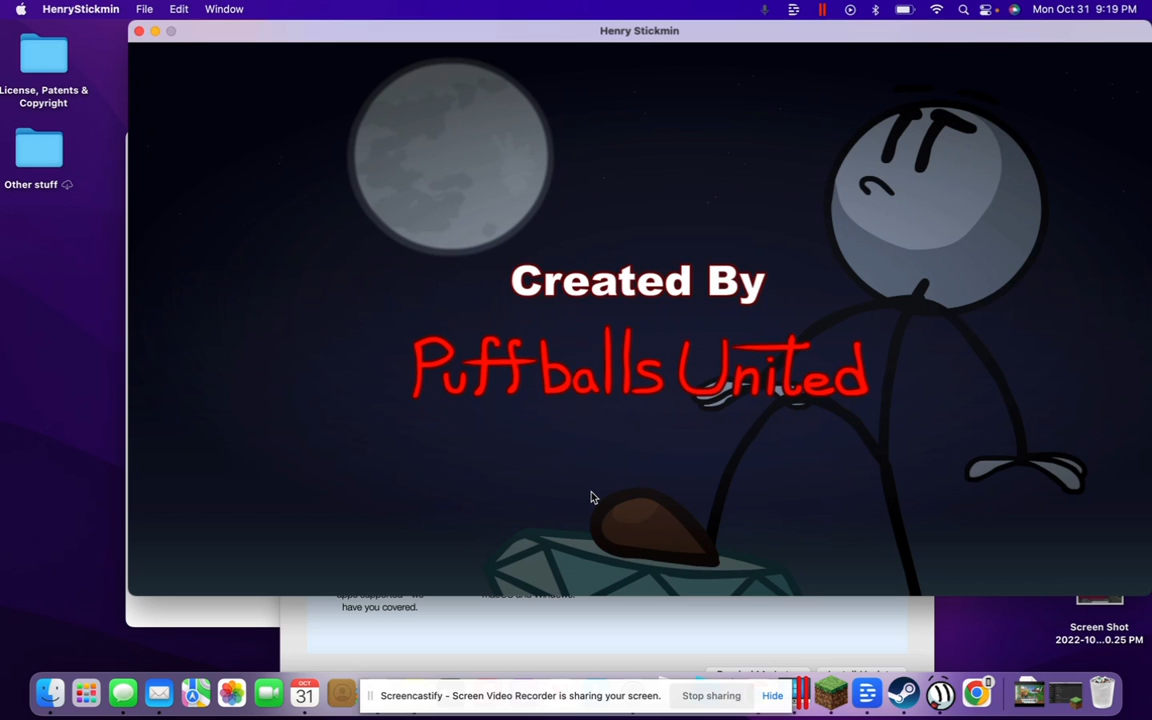 HenryStickmin File Edit Window Mon Oct 31 9:19 PM
Henry Stickmin
License, Patents &
Copyright
Other stuff
Created By
Puffballs United
have you covered.
Screen Shot
2022-10...0.25 PM
OCT
31
Screencastify - Screen Video Recorder is sharing your screen. Stop sharing Hide